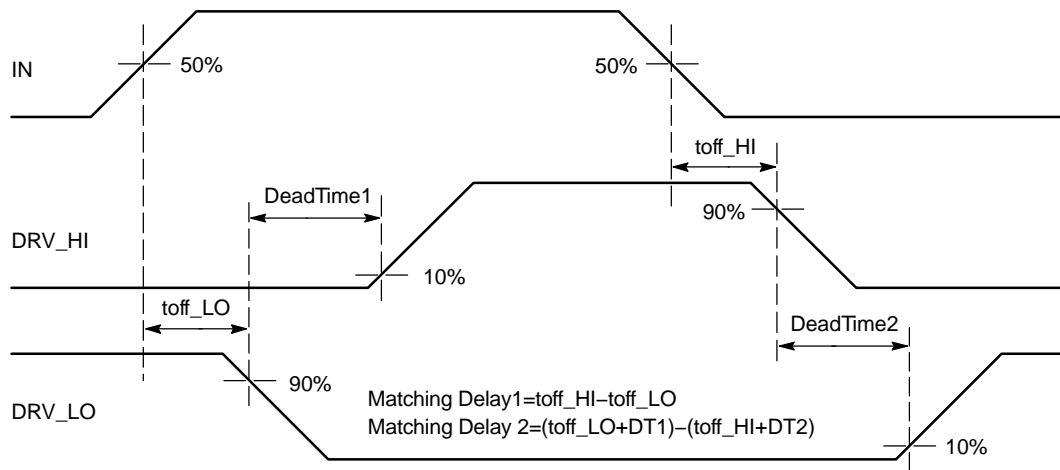 IN
50%
50%
toff_HI
DeadTime1
90%
DRV_HI
10%
toff_LO
DeadTime2
90%
Matching Delay1=toff_HI–toff_LO
DRV_LO
Matching Delay 2=(toff_LO+DT1)–(toff_HI+DT2)
10%